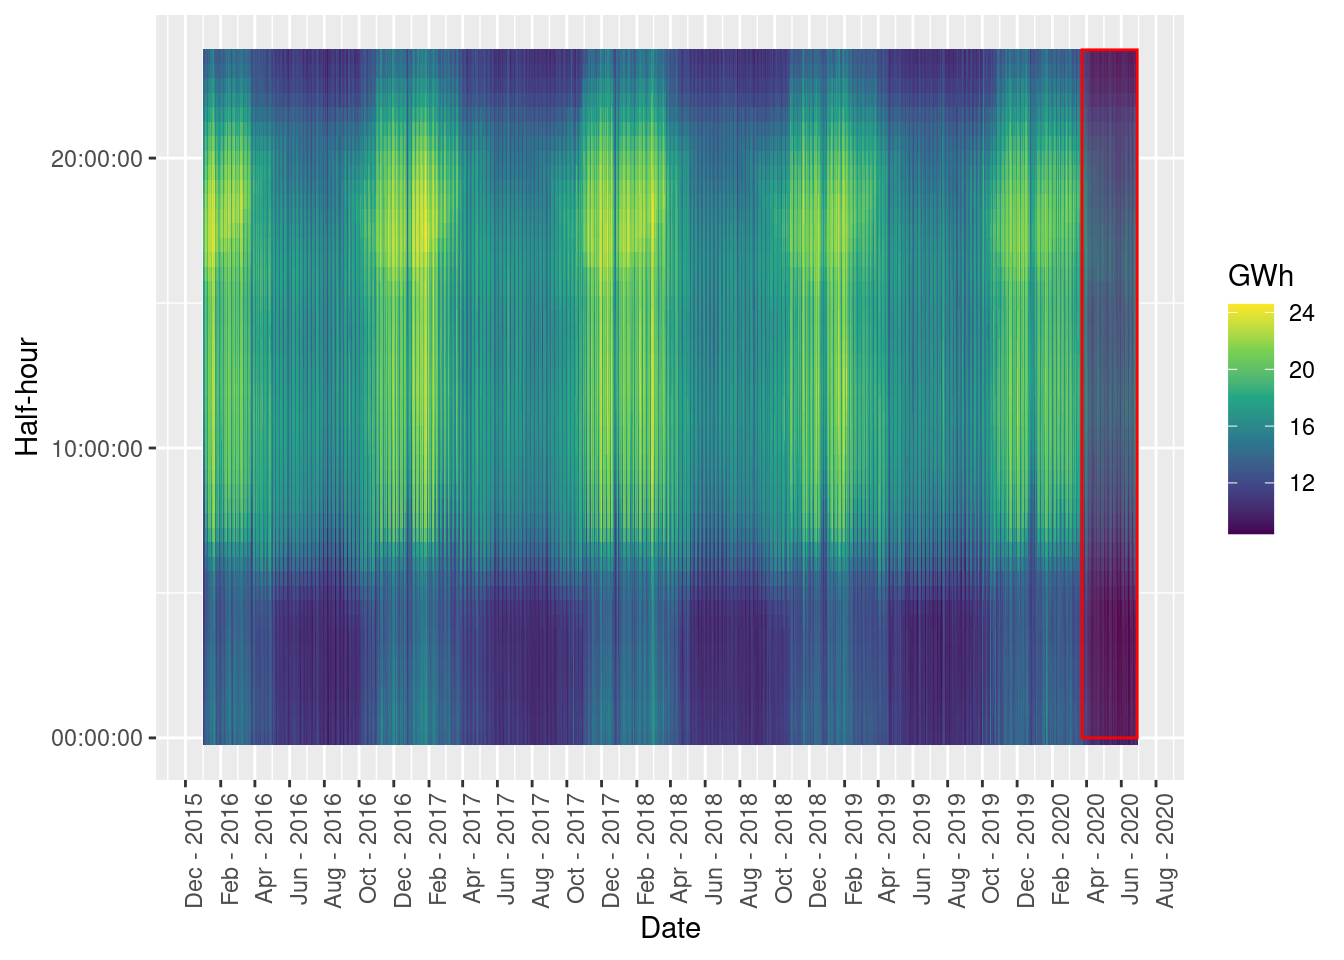 20:00:00
10:00:00
00:00:00
Half-hour
Dec - 2015
Feb - 2016
Apr - 2016
Jun - 2016
Aug - 2016
Oct - 2016
Dec - 2016
Feb - 2017
Apr - 2017
Jun - 2017
Aug - 2017
Oct - 2017
Dec - 2017
Feb - 2018
Apr - 2018
Jun - 2018
Aug - 2018
Oct - 2018
Dec - 2018
Feb - 2019
Apr - 2019
Jun - 2019
Aug - 2019
Oct - 2019
Dec - 2019
Feb - 2020
Apr - 2020
Jun - 2020
Aug - 2020
Date
GWh
24
20
16
12